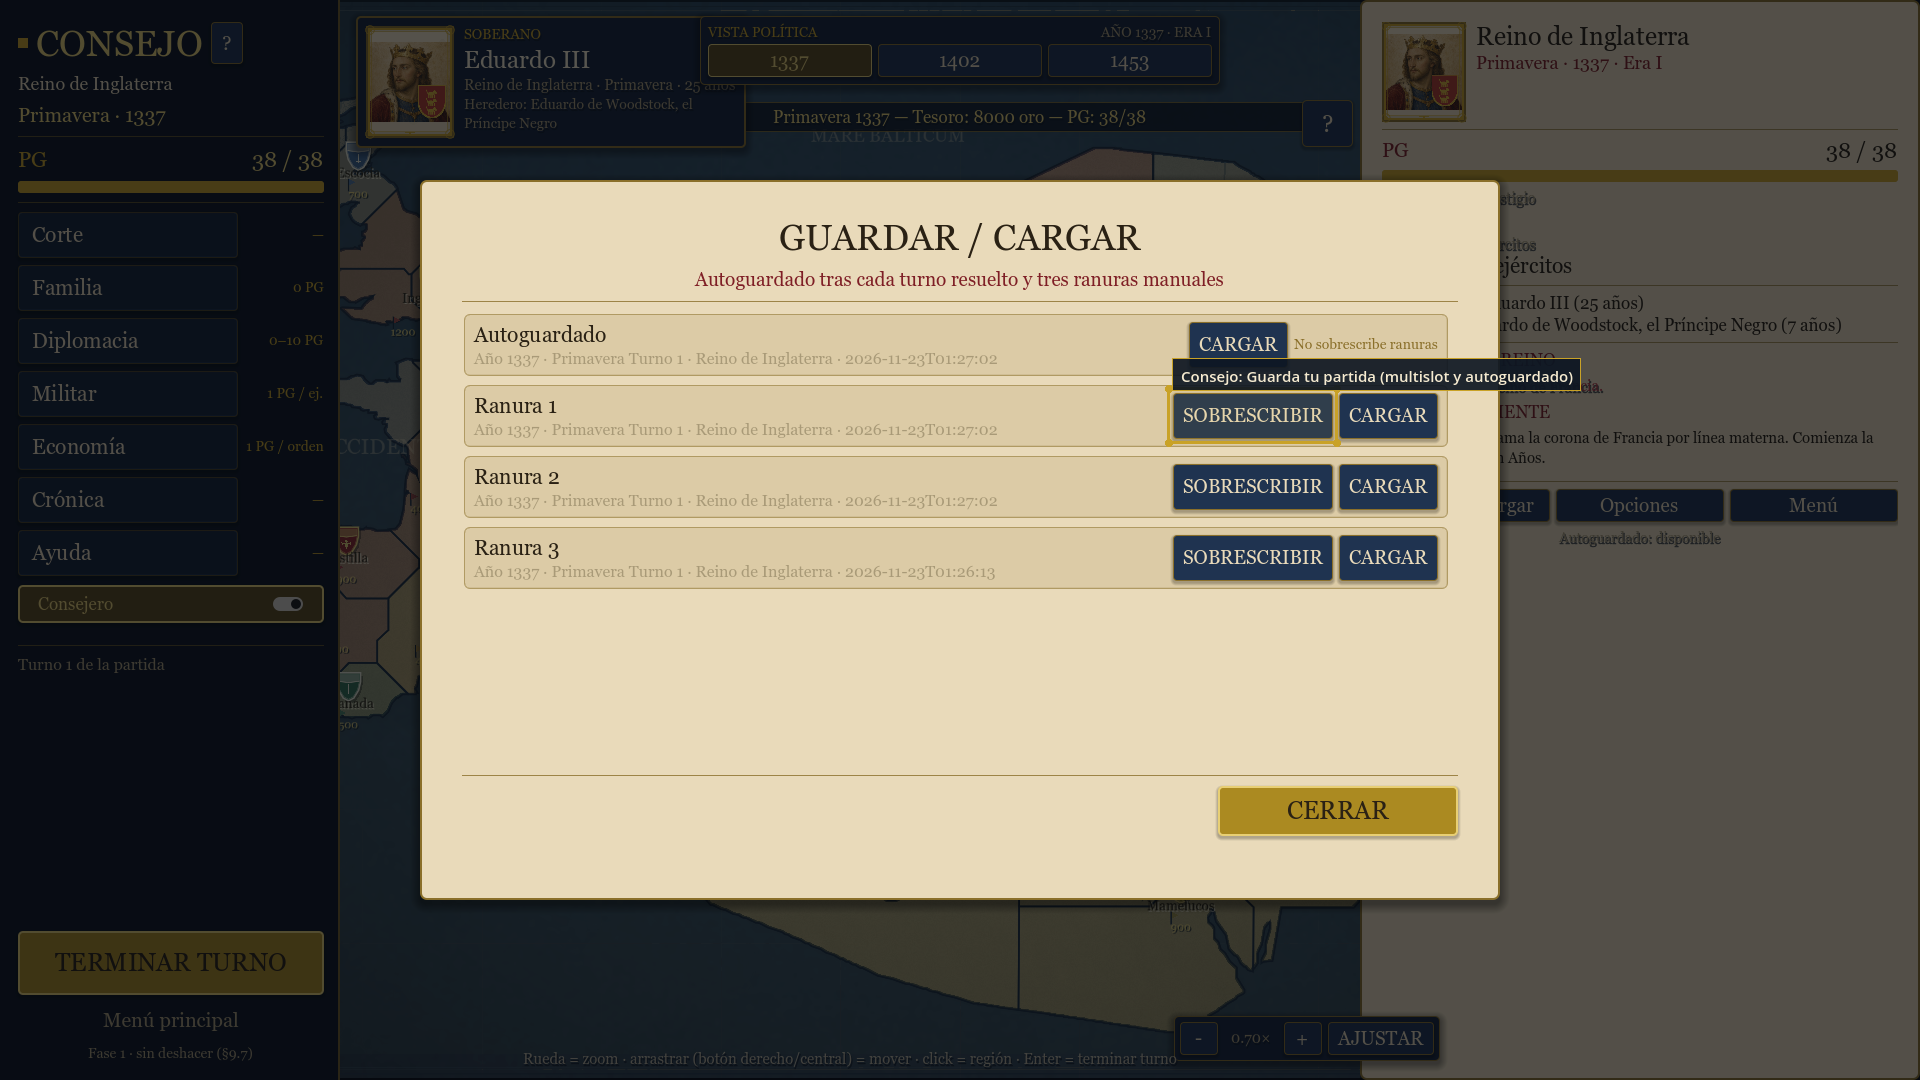 CONSEJO ?
Reino de Inglaterra
Primavera · 1337
PG 38 / 38
Corte —
Familia 0 PG
Diplomacia 0–10 PG
Militar 1 PG / ej.
Economía 1 PG / orden
Crónica —
Ayuda —
Consejero
Turno 1 de la partida
TERMINAR TURNO
Menú principal
Fase 1 · sin deshacer (§9.7)
SOBERANO
Eduardo III
Reino de Inglaterra · Primavera · 25 años
Heredero: Eduardo de Woodstock, el
Príncipe Negro
VISTA POLÍTICA AÑO 1337 · ERA I
1337 1402 1453
Primavera 1337 — Tesoro: 8000 oro — PG: 38/38
?
MARE BALTICUM
Escocia
700
1200
CCIDEN
500
Mamelucos
900
GUARDAR / CARGAR
Autoguardado tras cada turno resuelto y tres ranuras manuales
Autoguardado
Año 1337 · Primavera Turno 1 · Reino de Inglaterra · 2026-11-23T01:27:02
CARGAR No sobrescribe ranuras
Consejo: Guarda tu partida (multislot y autoguardado)
Ranura 1
Año 1337 · Primavera Turno 1 · Reino de Inglaterra · 2026-11-23T01:27:02
SOBRESCRIBIR CARGAR
Ranura 2
Año 1337 · Primavera Turno 1 · Reino de Inglaterra · 2026-11-23T01:27:02
SOBRESCRIBIR CARGAR
Ranura 3
Año 1337 · Primavera Turno 1 · Reino de Inglaterra · 2026-11-23T01:26:13
SOBRESCRIBIR CARGAR
CERRAR
Rueda = zoom · arrastrar (botón derecho/central) = mover · click = región · Enter = terminar turno
- 0.70× + AJUSTAR
Reino de Inglaterra
Primavera · 1337 · Era I
PG 38 / 38
stigio
rcitos
ejércitos
uardo III (25 años)
rdo de Woodstock, el Príncipe Negro (7 años)
REINO
ama la corona de Francia por línea materna. Comienza la
Años.
rgar Opciones Menú
Autoguardado: disponible